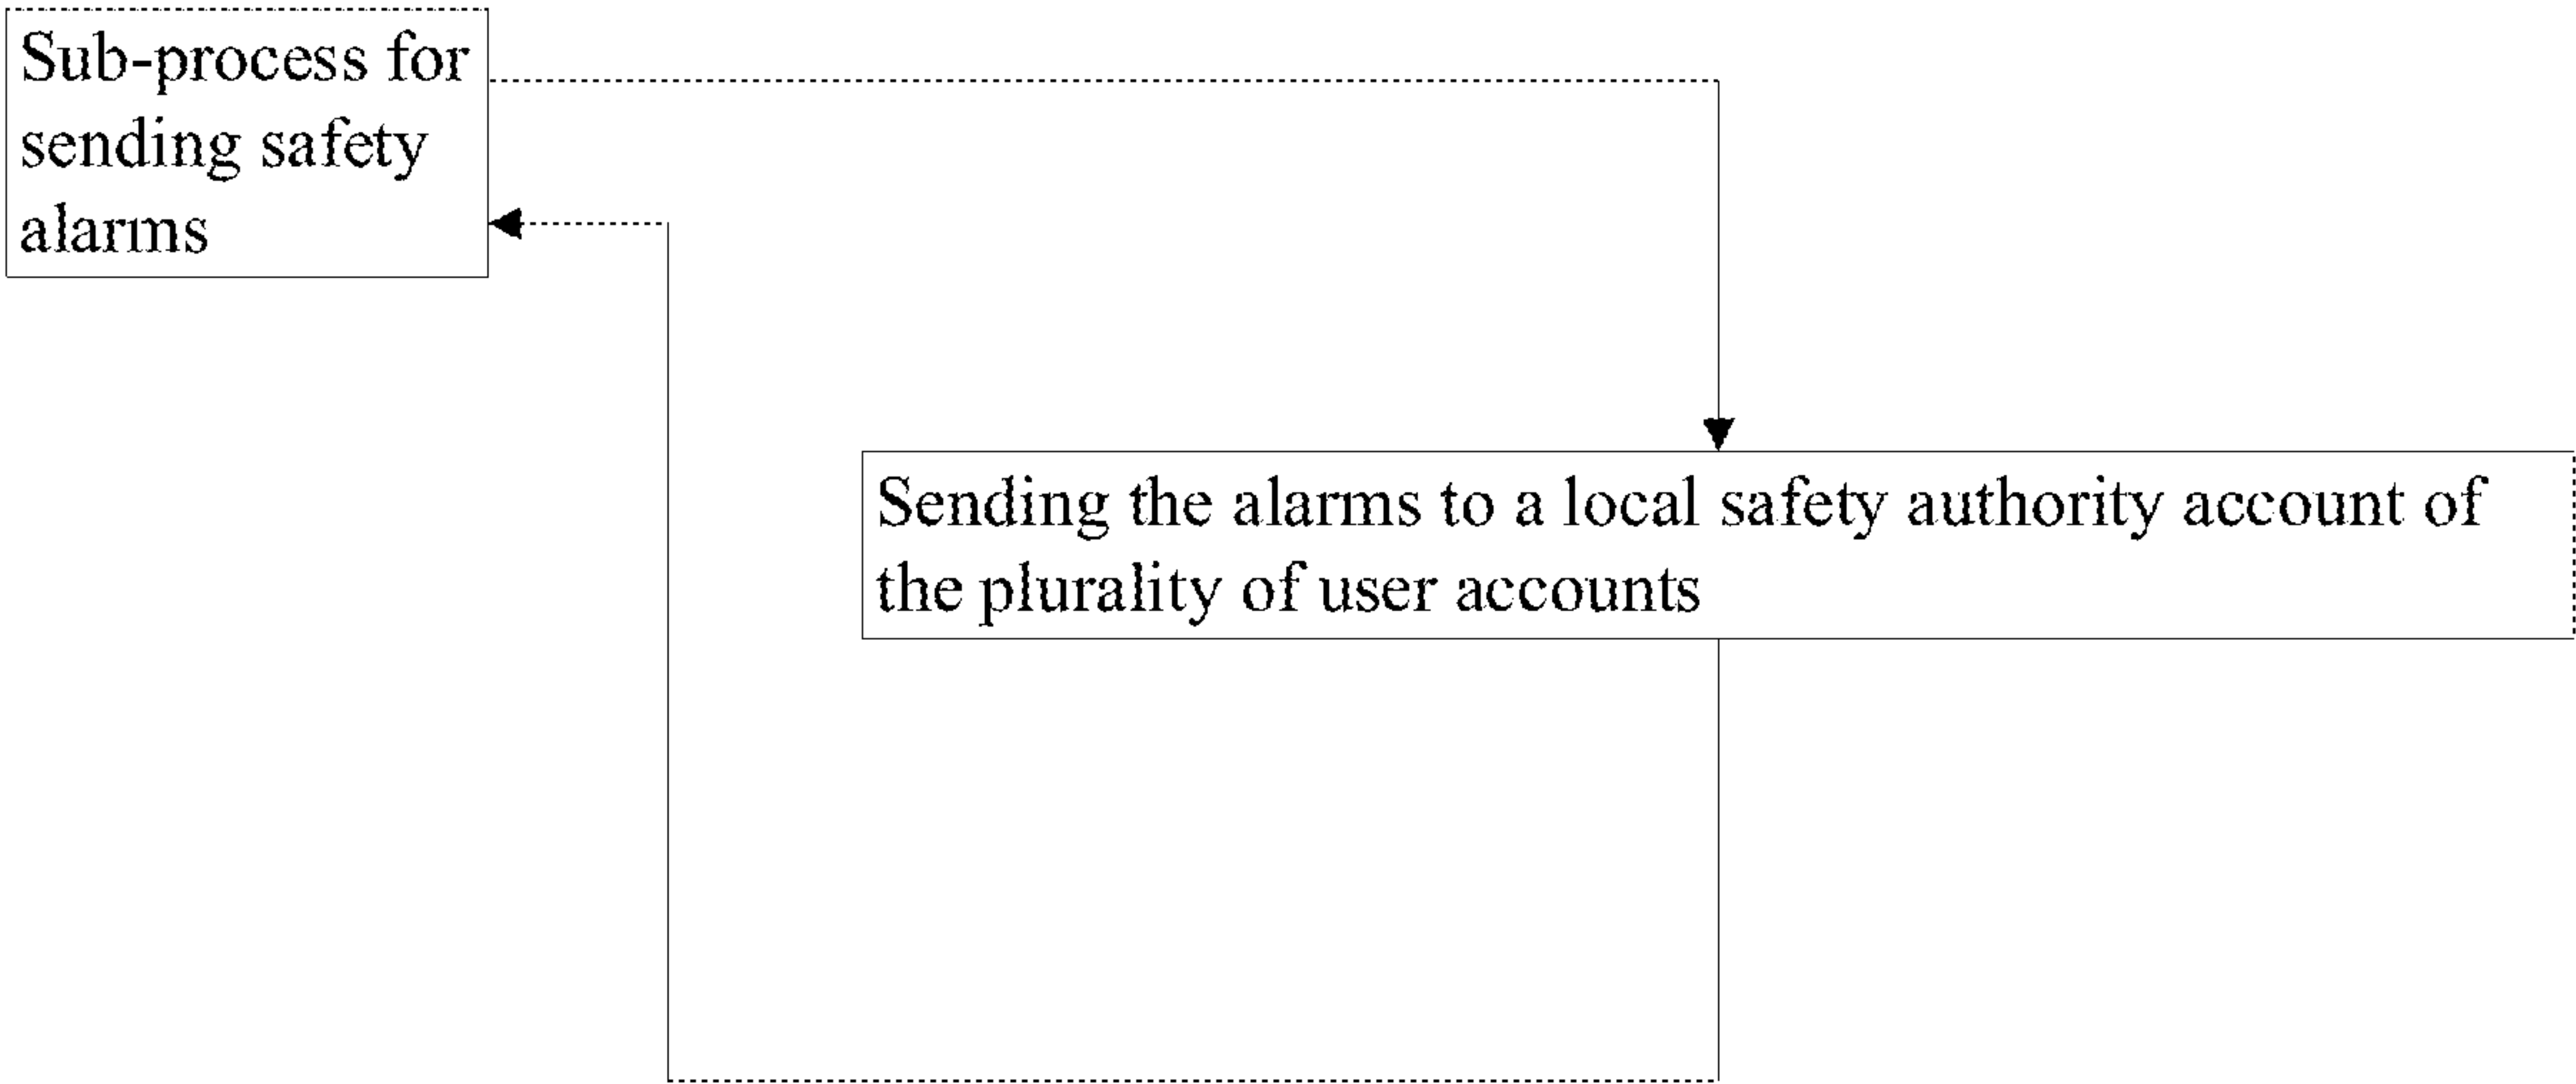 Sub-process for
sending safety
alarms
Sending the alarms to a local safety authority account of
the plurality of user accounts